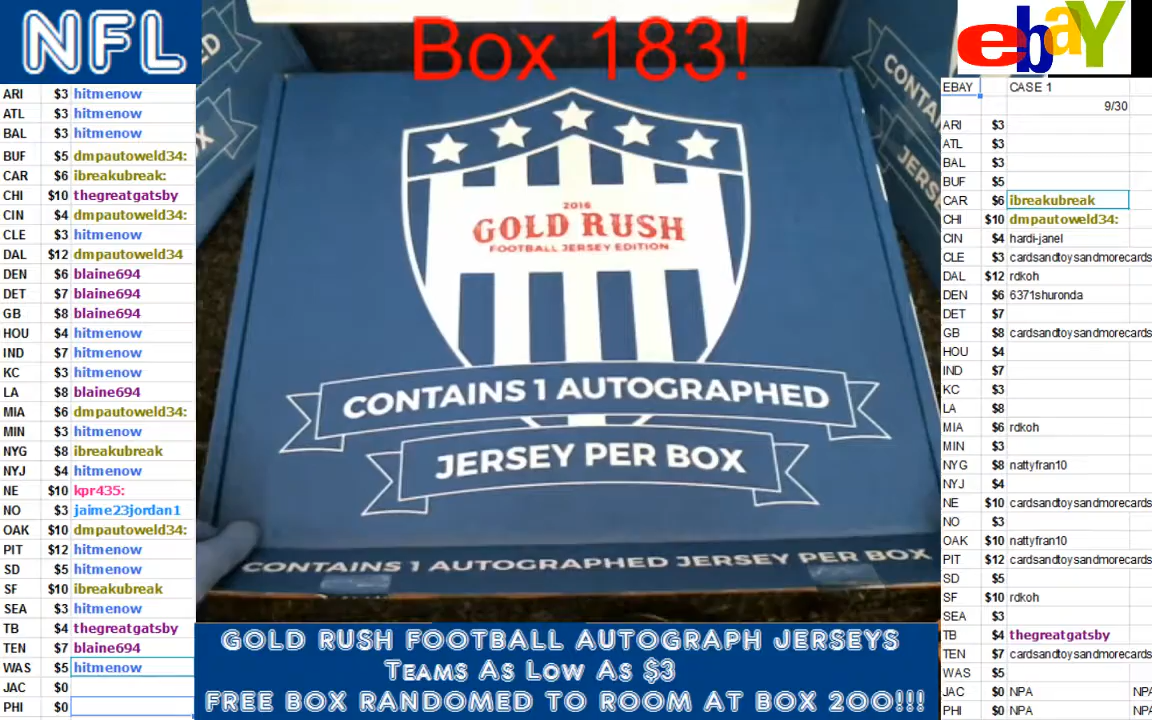 NFL
ARI $3 hitmenow
ATL $3 hitmenow
BAL $3 hitmenow
BUF $5 dmpautoweld34:
CAR $6 ibreakubreak:
CHI $10 thegreatgatsby
CIN $4 dmpautoweld34:
CLE $3 hitmenow
DAL $12 dmpautoweld34
DEN $6 blaine694
DET $7 blaine694
GB $8 blaine694
HOU $4 hitmenow
IND $7 hitmenow
KC $3 hitmenow
LA $8 blaine694
MIA $6 dmpautoweld34:
MIN $3 hitmenow
NYG $8 ibreakubreak
NYJ $4 hitmenow
NE $10 kpr435:
NO $3 jaime23jordan1
OAK $10 dmpautoweld34:
PIT $12 hitmenow
SD $5 hitmenow
SF $10 ibreakubreak
SEA $3 hitmenow
TB $4 thegreatgatsby
TEN $7 blaine694
WAS $5 hitmenow
JAC $0
PHI $0
Box 183!
2016
GOLD RUSH
FOOTBALL JERSEY EDITION
CONTAINS 1 AUTOGRAPHED
JERSEY PER BOX
CONTAINS 1 AUTOGRAPHED JERSEY PER BOX
GOLD RUSH FOOTBALL AUTOGRAPH JERSEYS
TEAMS AS LOW AS $3
FREE BOX RANDOMED TO ROOM AT BOX 200!!!
ebaY
EBAY CASE 1
9/30
ARI $3
ATL $3
BAL $3
BUF $5
CAR $6 ibreakubreak
CHI $10 dmpautoweld34:
CIN $4 hardi-janel
CLE $3 cardsandtoysandmorecards
DAL $12 rdkoh
DEN $6 6371shuronda
DET $7
GB $8 cardsandtoysandmorecards
HOU $4
IND $7
KC $3
LA $8
MIA $6 rdkoh
MIN $3
NYG $8 nattyfran10
NYJ $4
NE $10 cardsandtoysandmorecards
NO $3
OAK $10 nattyfran10
PIT $12 cardsandtoysandmorecards
SD $5
SF $10 rdkoh
SEA $3
TB $4 thegreatgatsby
TEN $7 cardsandtoysandmorecards
WAS $5
JAC $0 NPA NPA
PHI $0 NPA NPA